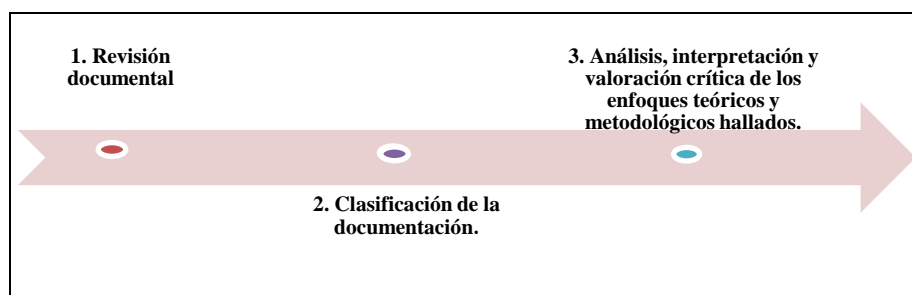 1. Revisión
documental
2. Clasificación de la
documentación.
3. Análisis, interpretación y
valoración crítica de los
enfoques teóricos y
metodológicos hallados.